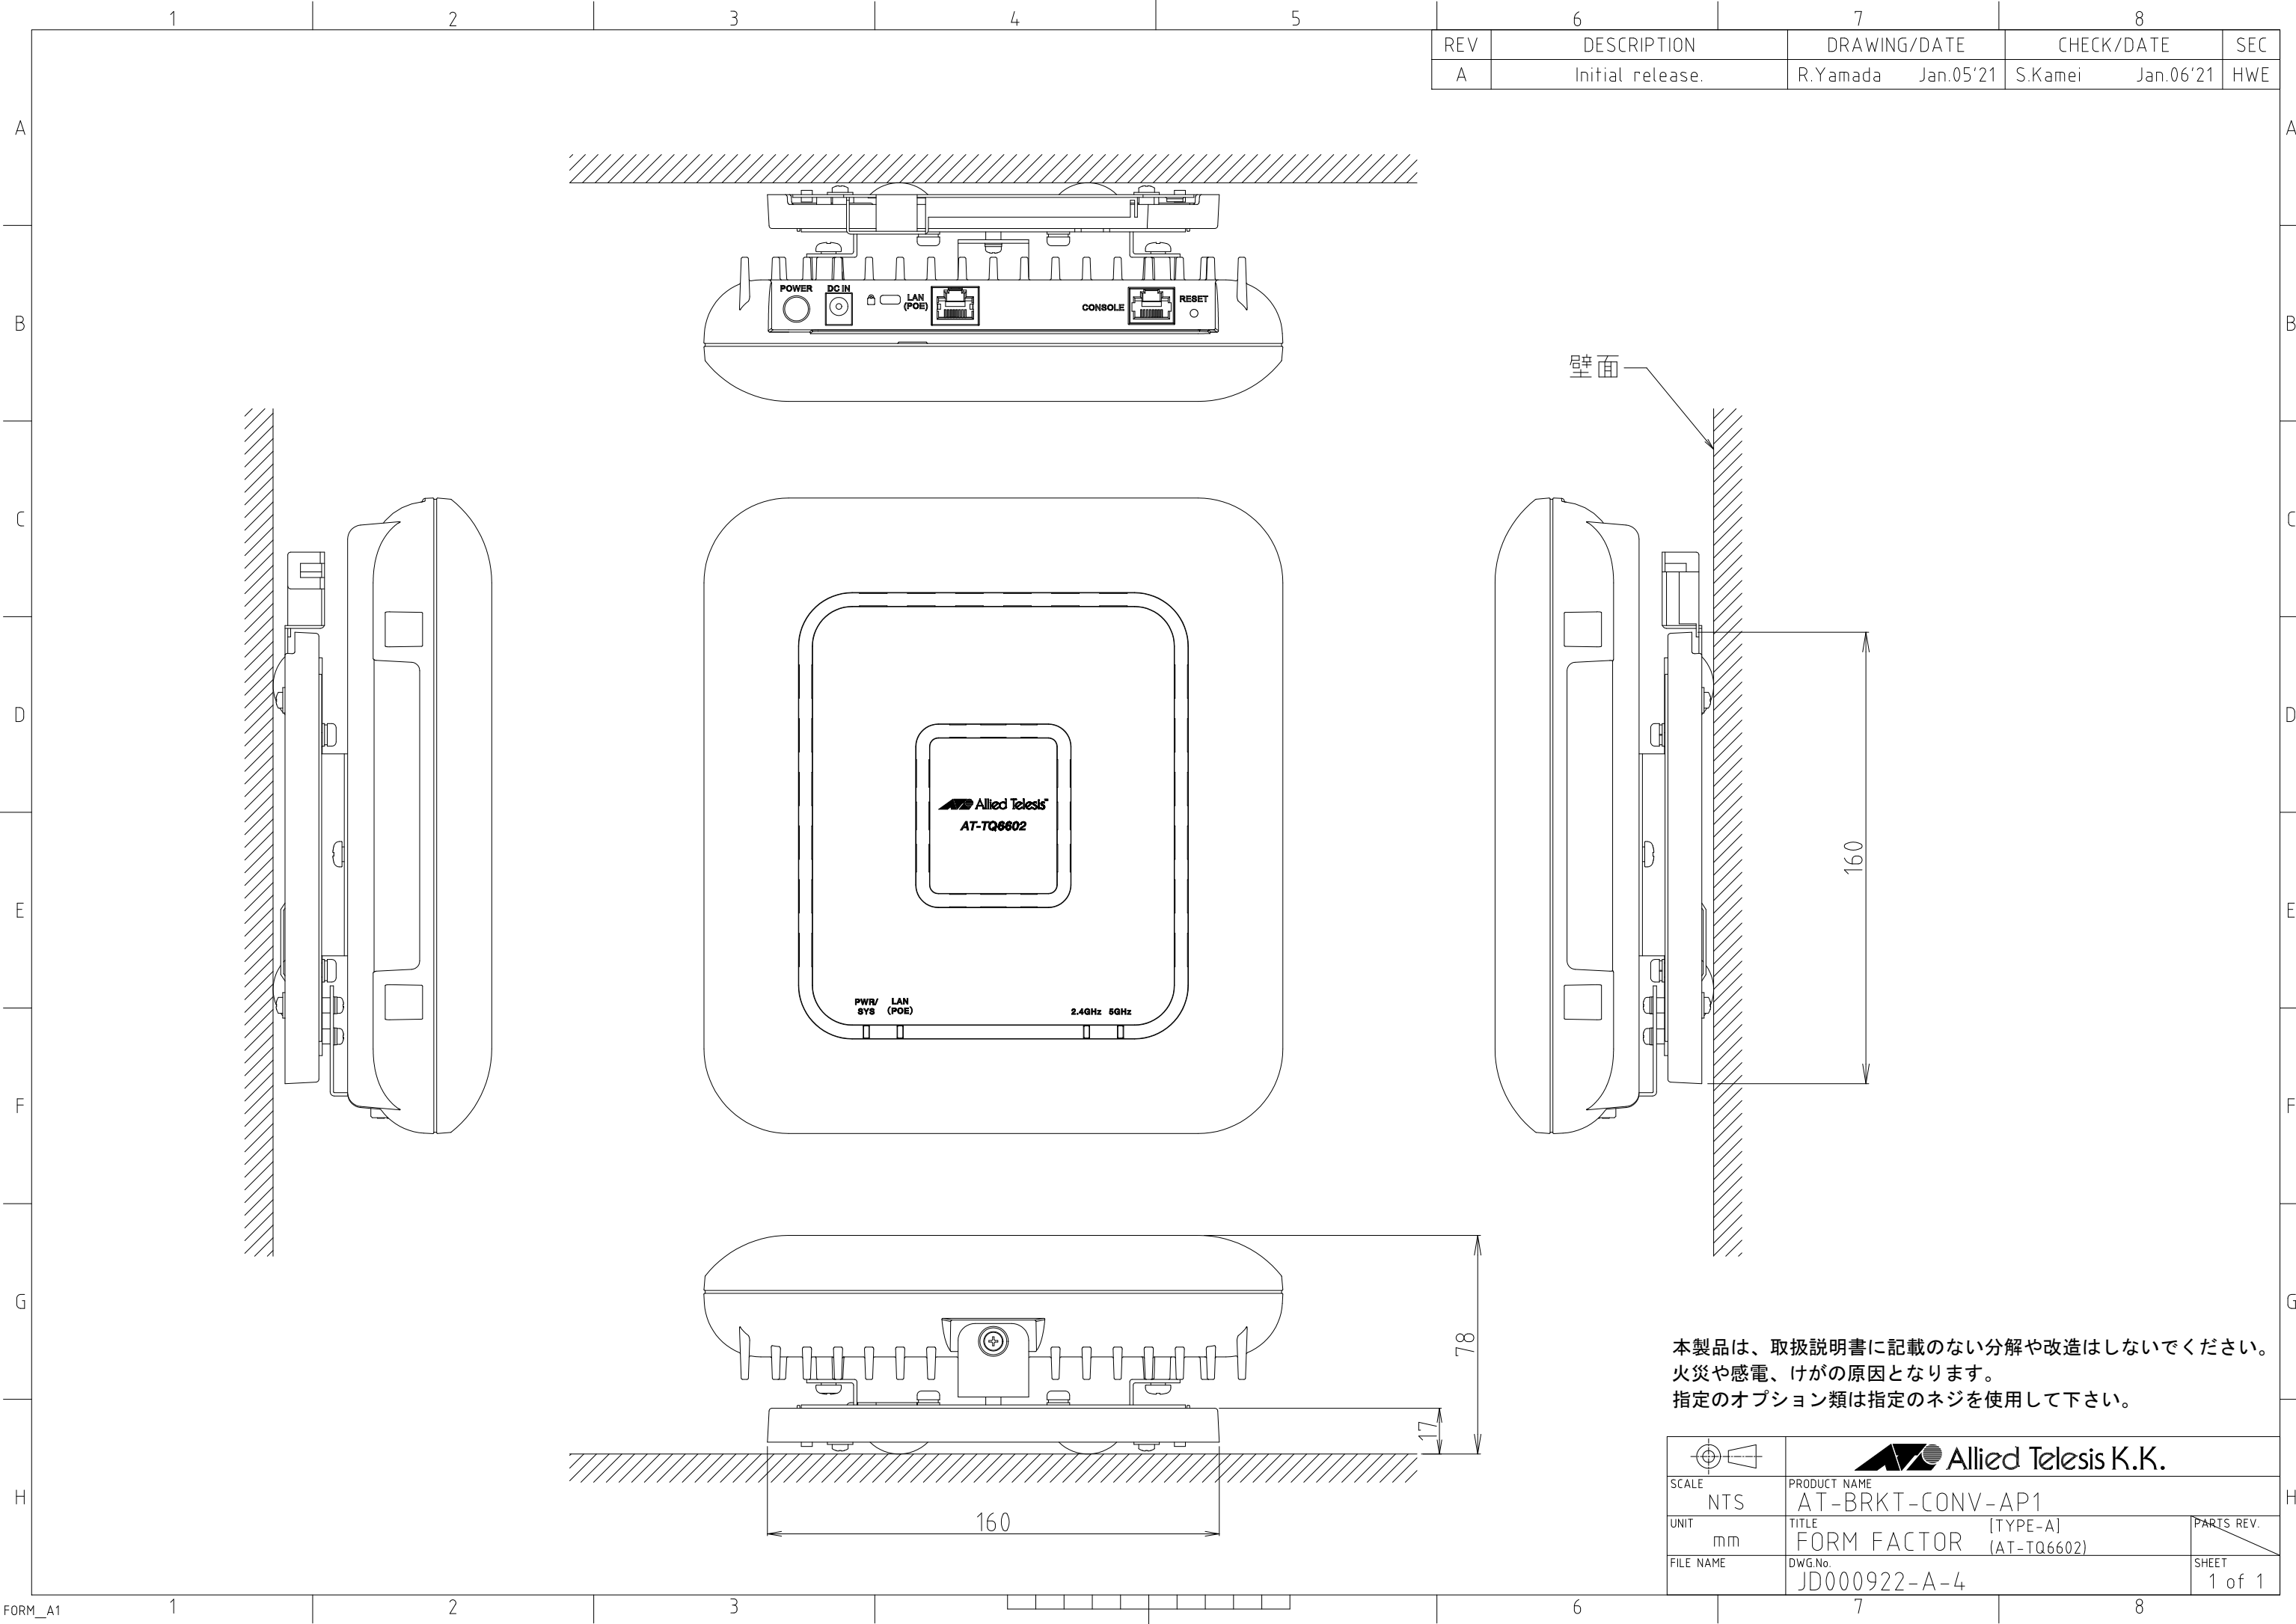 1 2 3 4 5 6 7 8
REV DESCRIPTION DRAWING/DATE CHECK/DATE SEC
A Initial release. R.Yamada Jan.05'21 S.Kamei Jan.06'21 HWE
A A
B B
C C
D D
E E
F F
G G
H H
POWER DC IN LAN (POE) CONSOLE RESET
壁面
Allied Telesis™
AT-TQ6602
PWR/ SYS
LAN (POE)
2.4GHz 5GHz
160
78
17
160
本製品は、取扱説明書に記載のない分解や改造はしないでください。
火災や感電、けがの原因となります。
指定のオプション類は指定のネジを使用して下さい。
Allied Telesis K.K.
SCALE NTS
PRODUCT NAME AT-BRKT-CONV-AP1
UNIT mm
TITLE FORM FACTOR [TYPE-A] (AT-TQ6602)
PARTS REV.
FILE NAME
DWG.No. JD000922-A-4
SHEET 1 of 1
FORM_A1
1 2 3 6 7 8